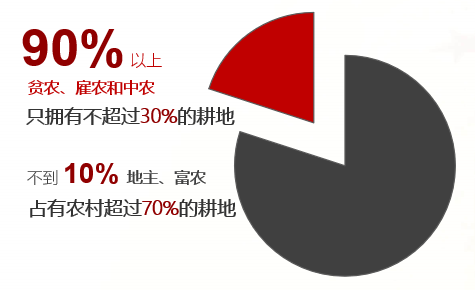 90% 以上
贫农、雇农和中农
只拥有不超过30%的耕地
不到 10% 地主、富农
占有农村超过70%的耕地